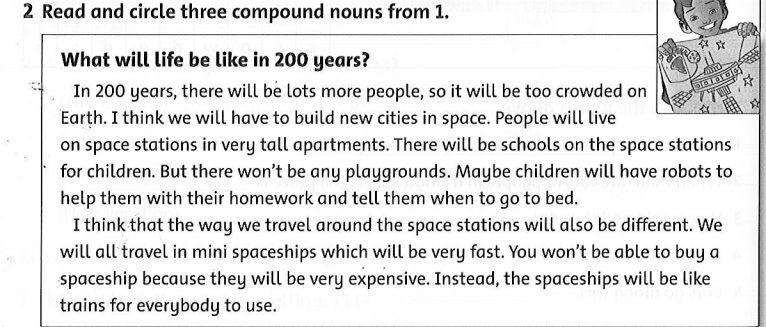 2 Read and circle three compound nouns from 1.
What will life be like in 200 years?
In 200 years, there will be lots more people, so it will be too crowded on
Earth. I think we will have to build new cities in space. People will live
on space stations in very tall apartments. There will be schools on the space stations
for children. But there won't be any playgrounds. Maybe children will have robots to
help them with their homework and tell them when to go to bed.
I think that the way we travel around the space stations will also be different. We
will all travel in mini spaceships which will be very fast. You won't be able to buy a
spaceship because they will be very expensive. Instead, the spaceships will be like
trains for everybody to use.